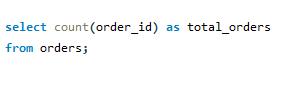 select count(order_id) as total_orders
from orders;